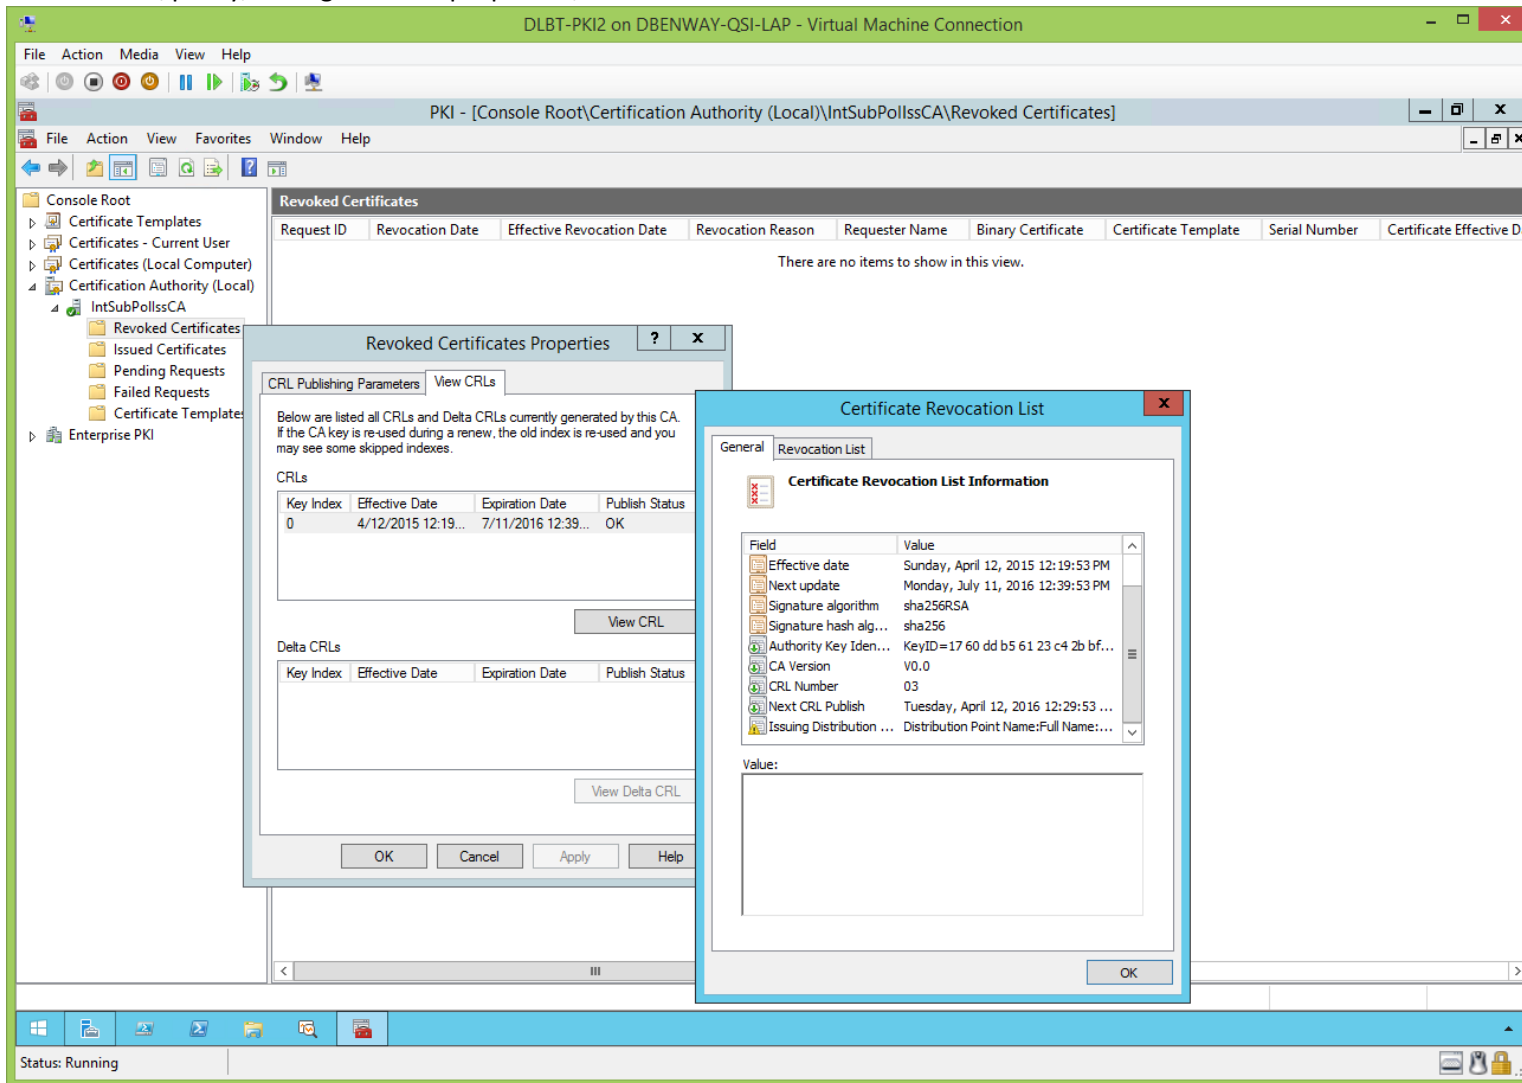 DLBT-PKI2 on DBENWAY-QSI-LAP - Virtual Machine Connection
File Action Media View Help
PKI - [Console Root\Certification Authority (Local)\IntSubPolIssCA\Revoked Certificates]
File Action View Favorites Window Help
Console Root
Certificate Templates
Certificates - Current User
Certificates (Local Computer)
Certification Authority (Local)
IntSubPolIssCA
Revoked Certificates
Issued Certificates
Pending Requests
Failed Requests
Certificate Templates
Enterprise PKI
Revoked Certificates
Request ID Revocation Date Effective Revocation Date Revocation Reason Requester Name Binary Certificate Certificate Template Serial Number Certificate Effective D
There are no items to show in this view.
Revoked Certificates Properties ? x
CRL Publishing Parameters View CRLs
Below are listed all CRLs and Delta CRLs currently generated by this CA.
If the CA key is re-used during a renew, the old index is re-used and you
may see some skipped indexes.
CRLs
Key Index Effective Date Expiration Date Publish Status
0 4/12/2015 12:19... 7/11/2016 12:39... OK
View CRL
Delta CRLs
Key Index Effective Date Expiration Date Publish Status
View Delta CRL
OK Cancel Apply Help
Certificate Revocation List x
General Revocation List
Certificate Revocation List Information
Field Value
Effective date Sunday, April 12, 2015 12:19:53 PM
Next update Monday, July 11, 2016 12:39:53 PM
Signature algorithm sha256RSA
Signature hash alg... sha256
Authority Key Iden... KeyID=17 60 dd b5 61 23 c4 2b bf...
CA Version V0.0
CRL Number 03
Next CRL Publish Tuesday, April 12, 2016 12:29:53 ...
Issuing Distribution ... Distribution Point Name:Full Name:...
Value:
OK
Status: Running